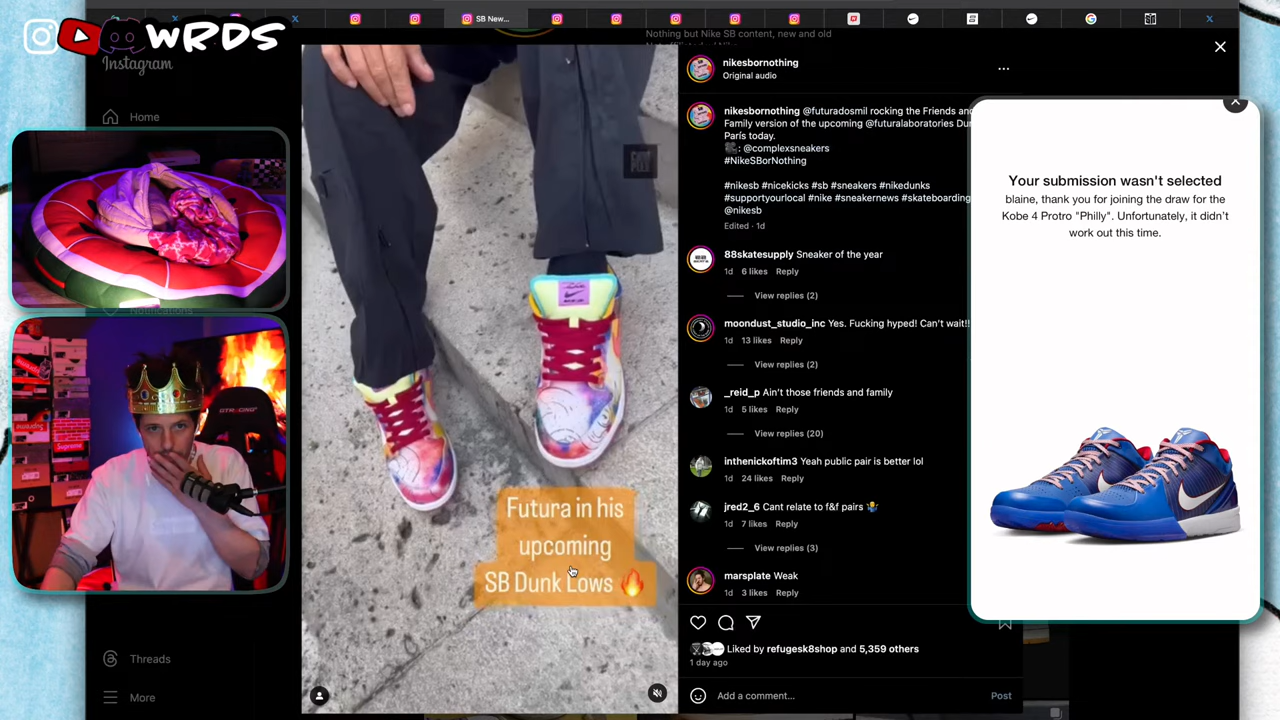 WRDS
SB New...
Nothing but Nike SB content, new and old
Instagram
Home
Notifications
Threads
More
Futura in his
upcoming
SB Dunk Lows 🔥
nikesbornothing
Original audio
nikesbornothing @futuradosmil rocking the Friends and
Family version of the upcoming @futuralaboratories Dun
París today.
: @complexsneakers
#NikeSBOrNothing
#nikesb #nicekicks #sb #sneakers #nikedunks
#supportyourlocal #nike #sneakernews #skateboarding
@nikesb
Edited · 1d
88skatesupply Sneaker of the year
1d 6 likes Reply
View replies (2)
moondust_studio_inc Yes. Fucking hyped! Can't wait!!
1d 13 likes Reply
View replies (2)
_reid_p Ain't those friends and family
1d 5 likes Reply
View replies (20)
inthenickoftim3 Yeah public pair is better lol
1d 24 likes Reply
jred2_6 Cant relate to f&f pairs 🤷‍♂️
1d 7 likes Reply
View replies (3)
marsplate Weak
1d 3 likes Reply
Liked by refugesk8shop and 5,359 others
1 day ago
Add a comment...
Post
Your submission wasn't selected
blaine, thank you for joining the draw for the
Kobe 4 Protro "Philly". Unfortunately, it didn't
work out this time.
Supreme
GTRACING